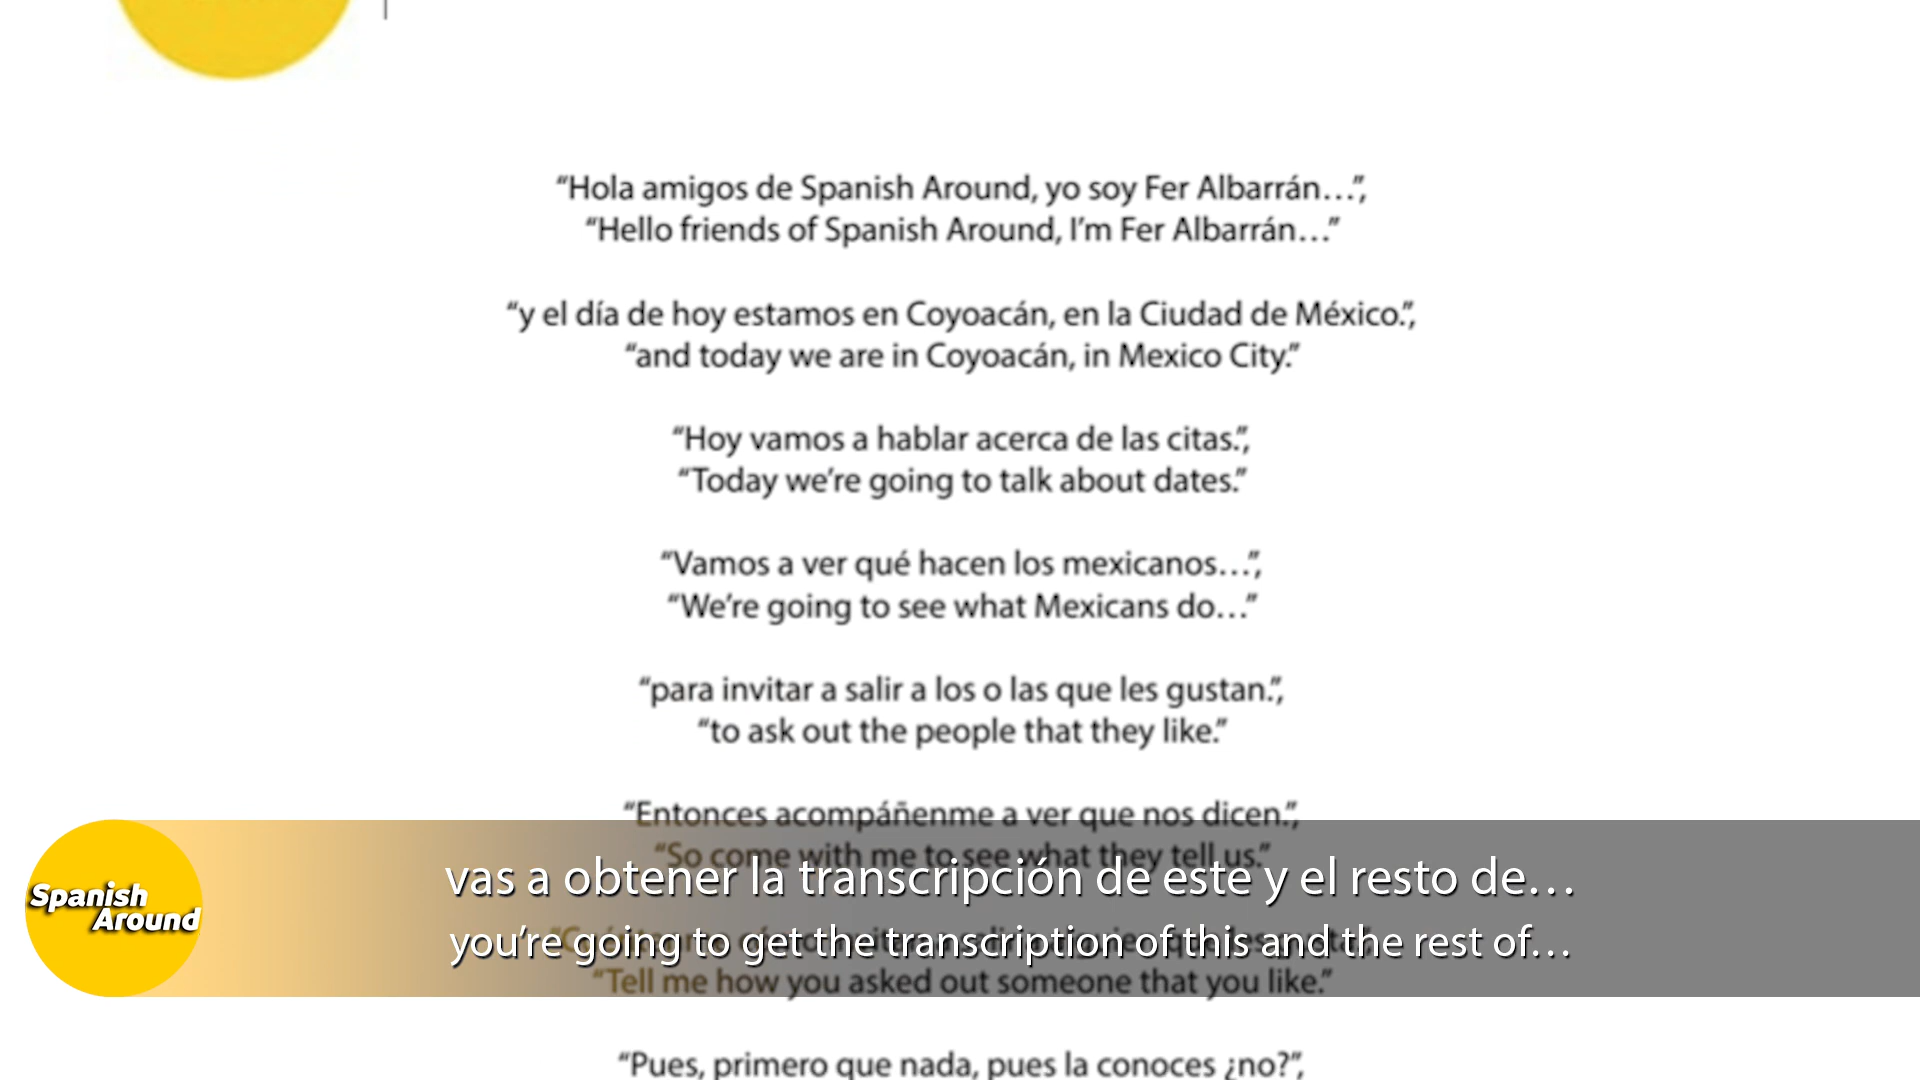 “Hola amigos de Spanish Around, yo soy Fer Albarrán…”,
“Hello friends of Spanish Around, I’m Fer Albarrán…”
“y el día de hoy estamos en Coyoacán, en la Ciudad de México.”,
“and today we are in Coyoacán, in Mexico City.”
“Hoy vamos a hablar acerca de las citas.”,
“Today we’re going to talk about dates.”
“Vamos a ver qué hacen los mexicanos…”,
“We’re going to see what Mexicans do…”
“para invitar a salir a los o las que les gustan.”,
“to ask out the people that they like.”
“Entonces acompáñenme a ver que nos dicen.”,
“So come with me to see what they tell us.”
vas a obtener la transcripción de este y el resto de…
you’re going to get the transcription of this and the rest of…
Spanish
Around
“Tell me how you asked out someone that you like.”
“Pues, primero que nada, pues la conoces ¿no?”,